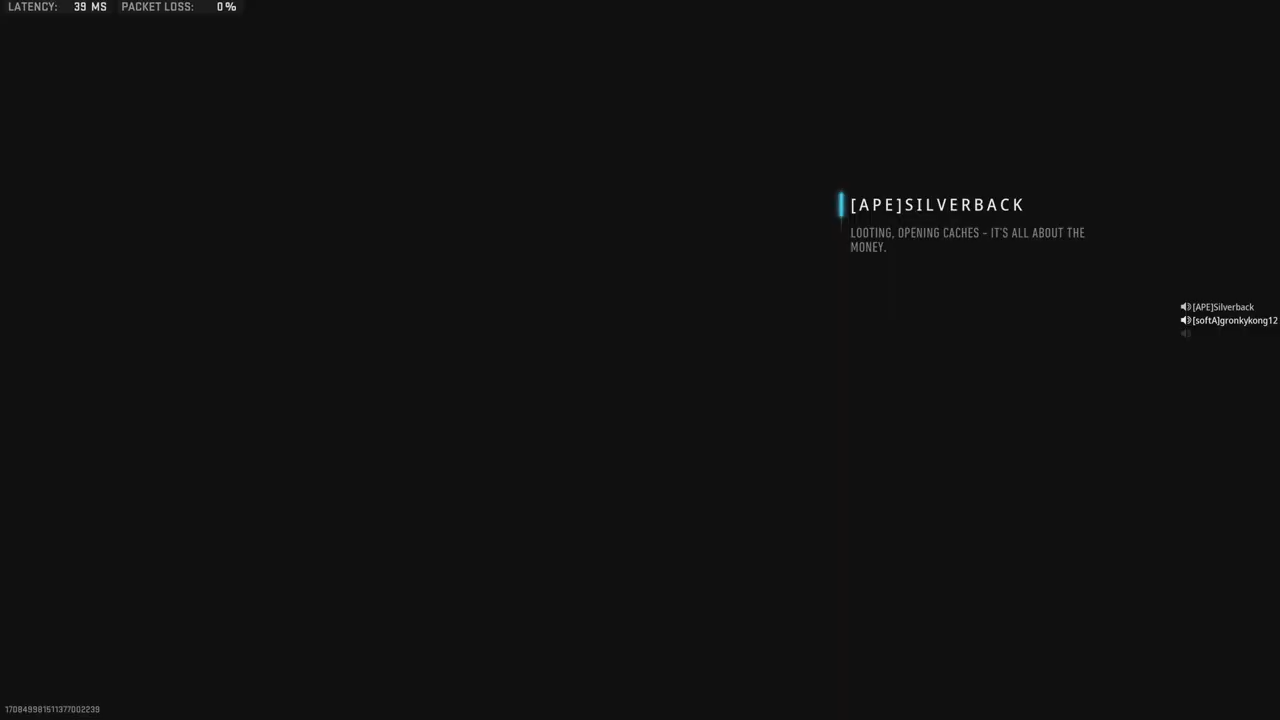 LATENCY: 39 MS PACKET LOSS: 0%
[APE]SILVERBACK
LOOTING, OPENING CACHES - IT'S ALL ABOUT THE
MONEY.
[APE]Silverback
[softA]gronkykong12
17084998151137700­2239